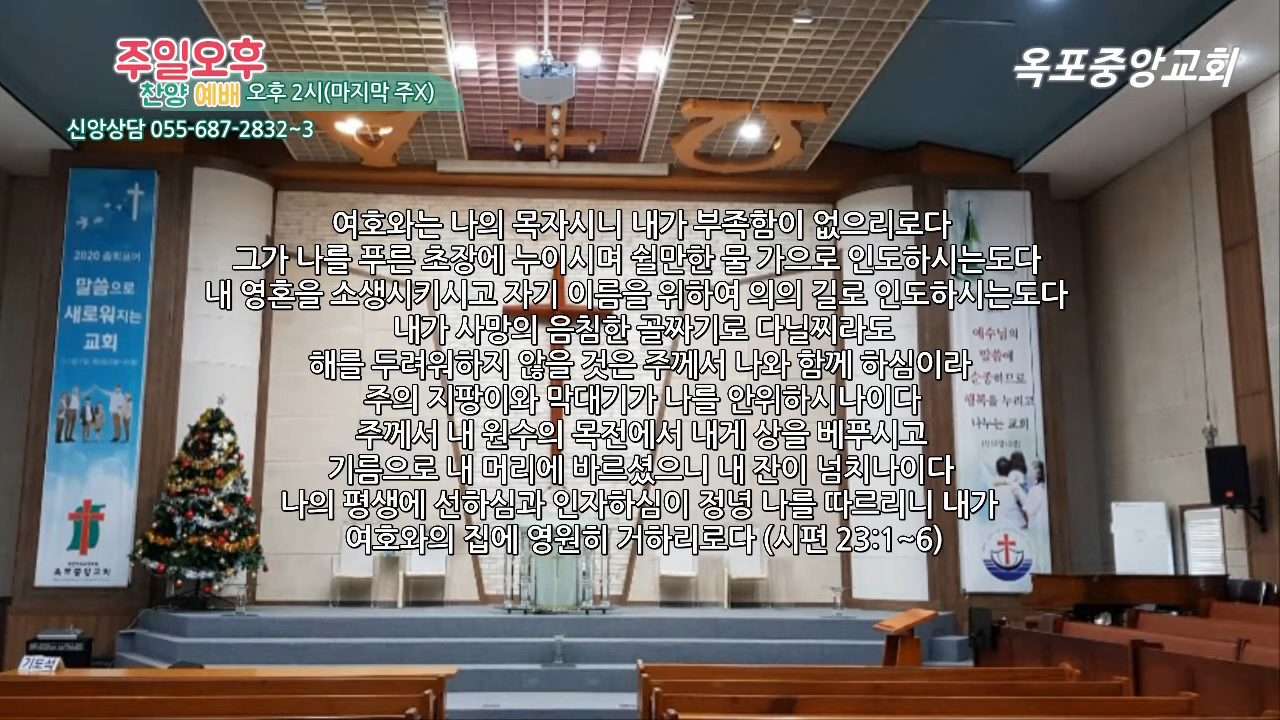 주일오후
찬양 예배 오후 2시(마지막 주X)
신앙상담 055-687-2832~3
옥포중앙교회
여호와는 나의 목자시니 내가 부족함이 없으리로다
그가 나를 푸른 초장에 누이시며 쉴만한 물 가으로 인도하시는도다
내 영혼을 소생시키시고 자기 이름을 위하여 의의 길로 인도하시는도다
내가 사망의 음침한 골짜기로 다닐찌라도
해를 두려워하지 않을 것은 주께서 나와 함께 하심이라
주의 지팡이와 막대기가 나를 안위하시나이다
주께서 내 원수의 목전에서 내게 상을 베푸시고
기름으로 내 머리에 바르셨으니 내 잔이 넘치나이다
나의 평생에 선하심과 인자하심이 정녕 나를 따르리니 내가
여호와의 집에 영원히 거하리로다 (시편 23:1~6)
2020
말씀으로
새로워지는
교회
옥포중앙교회
예수님의
말씀에
순종하므로
행복을 누리고
나누는 교회
기도석